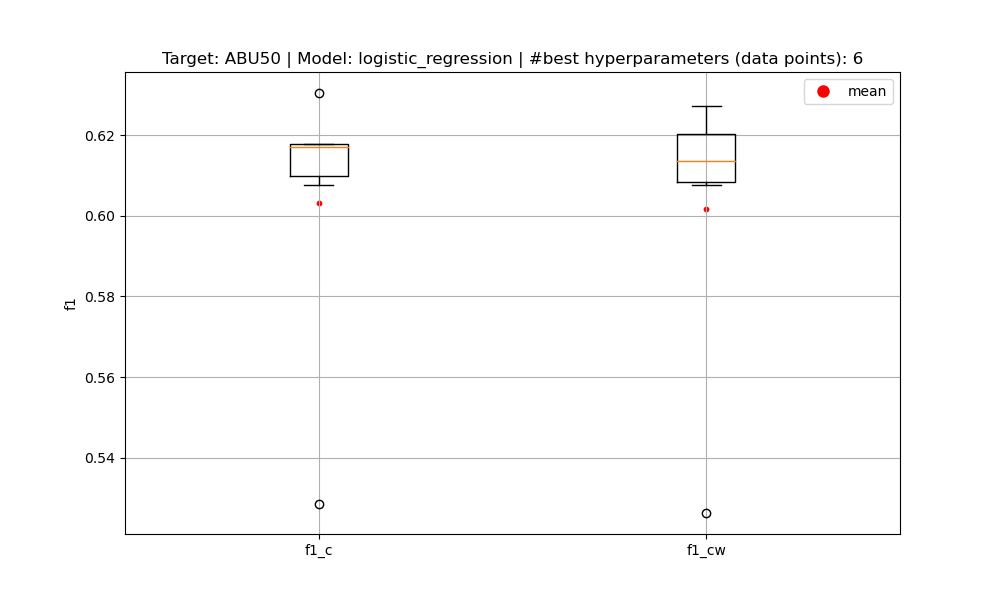 Target: ABU50 | Model: logistic_regression | #best hyperparameters (data points): 6
mean
0.62
0.60
0.58
0.56
0.54
f1
f1_c
f1_cw